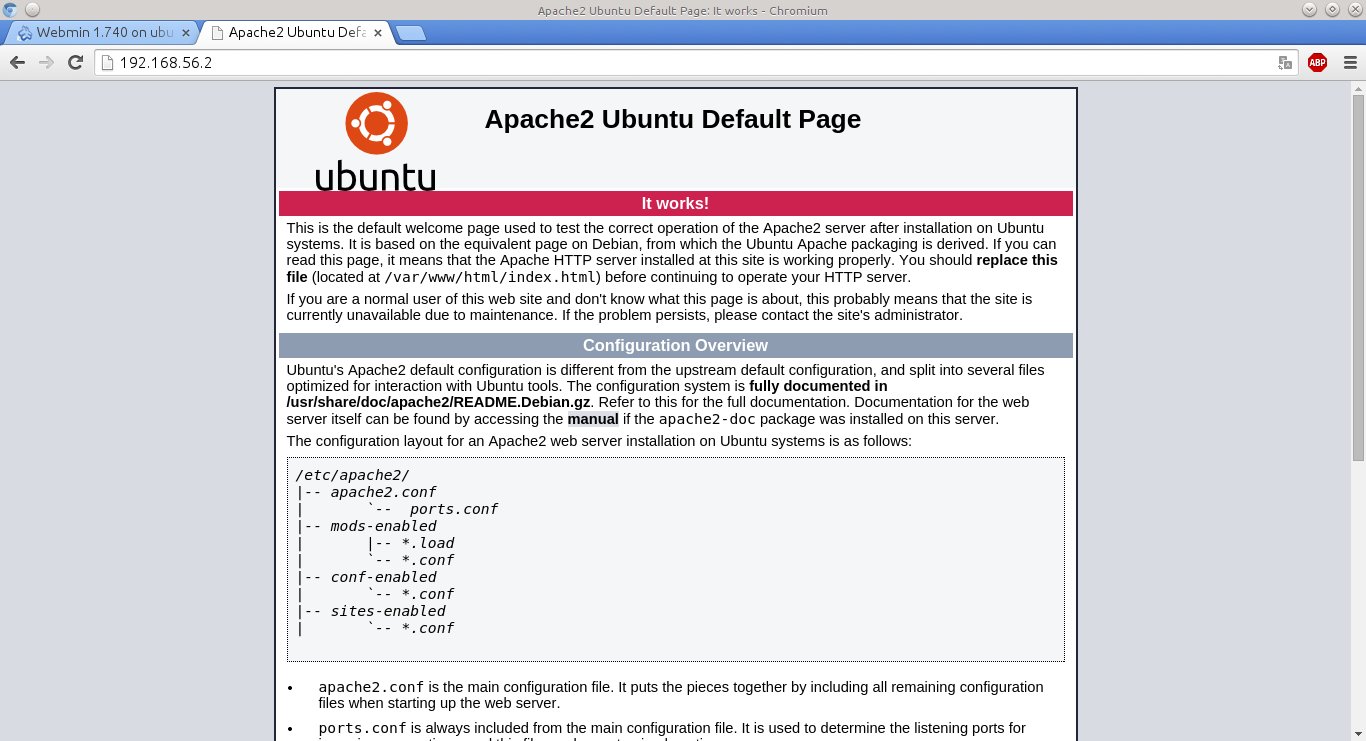 Apache2 Ubuntu Default Page: It works - Chromium
Webmin 1.740 on ubu
Apache2 Ubuntu Defa
192.168.56.2
ABP
ubuntu
Apache2 Ubuntu Default Page
It works!
This is the default welcome page used to test the correct operation of the Apache2 server after installation on Ubuntu
systems. It is based on the equivalent page on Debian, from which the Ubuntu Apache packaging is derived. If you can
read this page, it means that the Apache HTTP server installed at this site is working properly. You should replace this
file (located at /var/www/html/index.html) before continuing to operate your HTTP server.
If you are a normal user of this web site and don't know what this page is about, this probably means that the site is
currently unavailable due to maintenance. If the problem persists, please contact the site's administrator.
Configuration Overview
Ubuntu's Apache2 default configuration is different from the upstream default configuration, and split into several files
optimized for interaction with Ubuntu tools. The configuration system is fully documented in
/usr/share/doc/apache2/README.Debian.gz. Refer to this for the full documentation. Documentation for the web
server itself can be found by accessing the manual if the apache2-doc package was installed on this server.
The configuration layout for an Apache2 web server installation on Ubuntu systems is as follows:
/etc/apache2/
|-- apache2.conf
|       `--  ports.conf
|-- mods-enabled
|       |-- *.load
|       `-- *.conf
|-- conf-enabled
|       `-- *.conf
|-- sites-enabled
|       `-- *.conf
• apache2.conf is the main configuration file. It puts the pieces together by including all remaining configuration
files when starting up the web server.
• ports.conf is always included from the main configuration file. It is used to determine the listening ports for